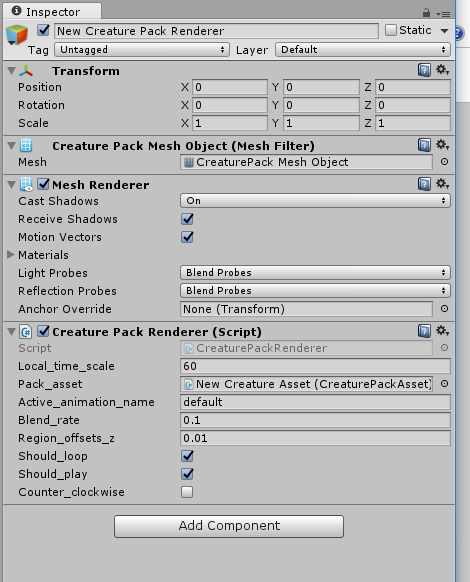 Inspector
New Creature Pack Renderer Static
Tag Untagged Layer Default
Transform
Position X 0 Y 0 Z 0
Rotation X 0 Y 0 Z 0
Scale X 1 Y 1 Z 1
Creature Pack Mesh Object (Mesh Filter)
Mesh CreaturePack Mesh Object
Mesh Renderer
Cast Shadows On
Receive Shadows
Motion Vectors
Materials
Light Probes Blend Probes
Reflection Probes Blend Probes
Anchor Override None (Transform)
Creature Pack Renderer (Script)
Script CreaturePackRenderer
Local_time_scale 60
Pack_asset New Creature Asset (CreaturePackAsset)
Active_animation_name default
Blend_rate 0.1
Region_offsets_z 0.01
Should_loop
Should_play
Counter_clockwise
Add Component